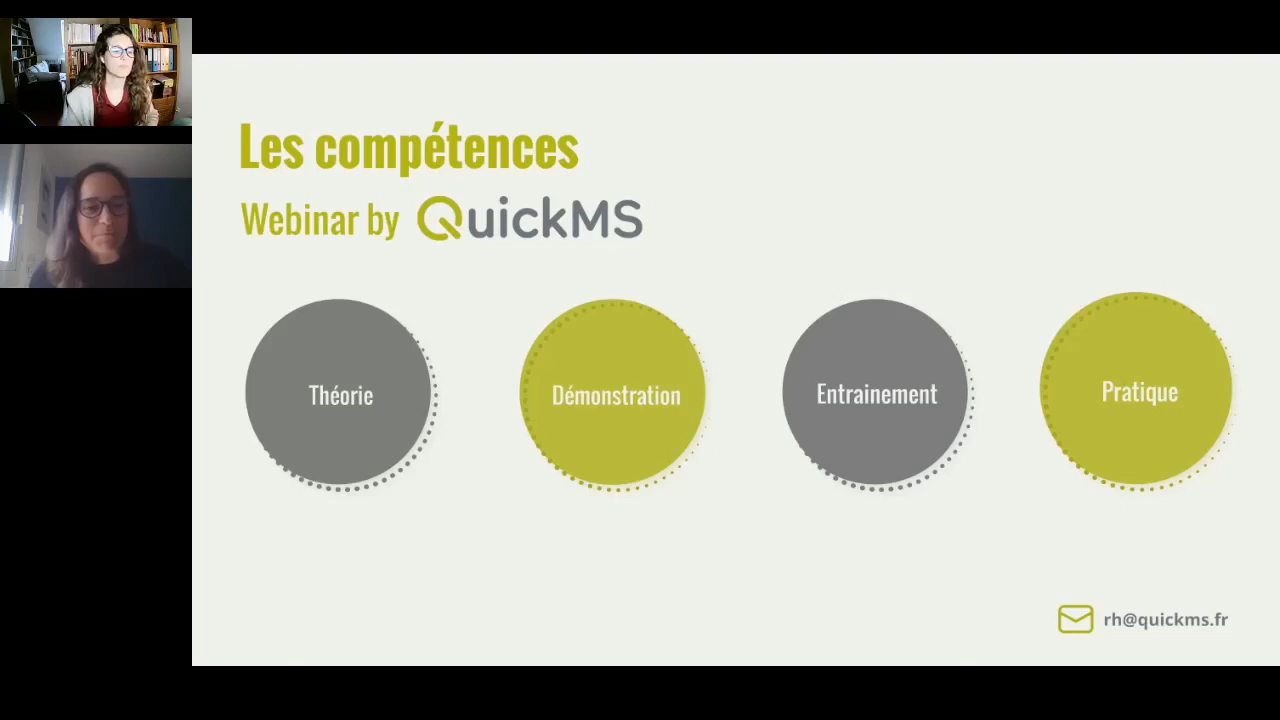 Les compétences
Webinar by QuickMS
Théorie
Démonstration
Entrainement
Pratique
rh@quickms.fr